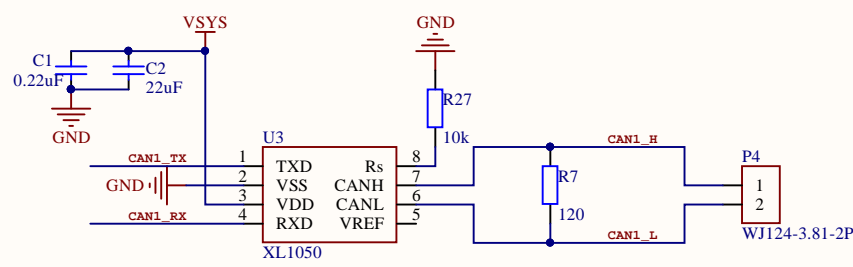 VSYS
GND
C1
0.22uF
C2
22uF
GND
R27
10k
U3
CAN1_TX
1
TXD
Rs
8
GND
2
VSS
CANH
7
3
VDD
CANL
6
CAN1_RX
4
RXD
VREF
5
XL1050
CAN1_H
R7
120
CAN1_L
P4
1
2
WJ124-3.81-2P